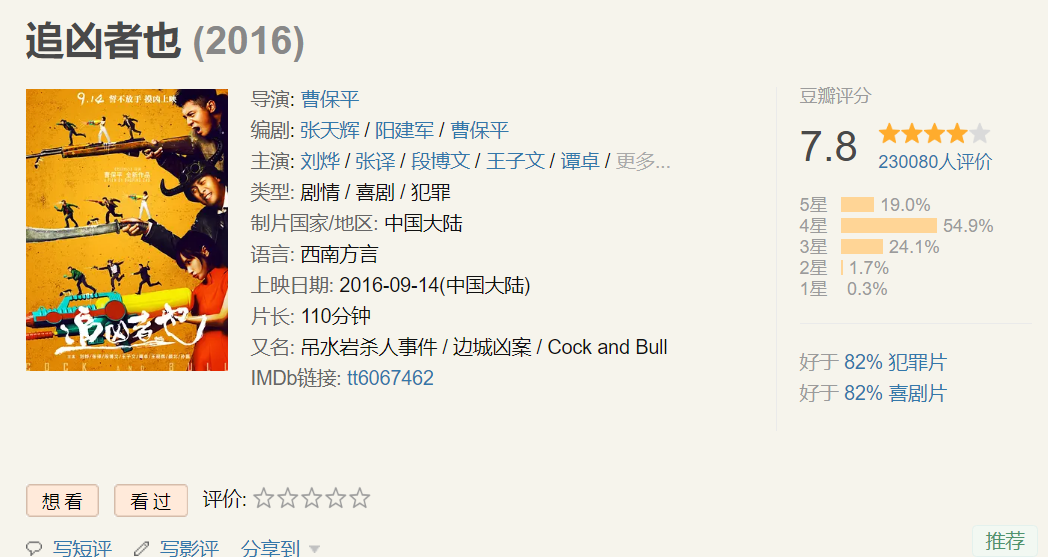 追凶者也 (2016)
9.14 誓不放手 摸凶上映
曹保平 全新作品
追凶者也
COCK AND BULL
导演: 曹保平
编剧: 张天辉 / 阳建军 / 曹保平
主演: 刘烨 / 张译 / 段博文 / 王子文 / 谭卓 / 更多...
类型: 剧情 / 喜剧 / 犯罪
制片国家/地区: 中国大陆
语言: 西南方言
上映日期: 2016-09-14(中国大陆)
片长: 110分钟
又名: 吊水岩杀人事件 / 边城凶案 / Cock and Bull
IMDb链接: tt6067462
豆瓣评分
7.8
230080人评价
5星 19.0%
4星 54.9%
3星 24.1%
2星 1.7%
1星 0.3%
好于 82% 犯罪片
好于 82% 喜剧片
想看 看过 评价:
写短评 写影评 分享到
推荐